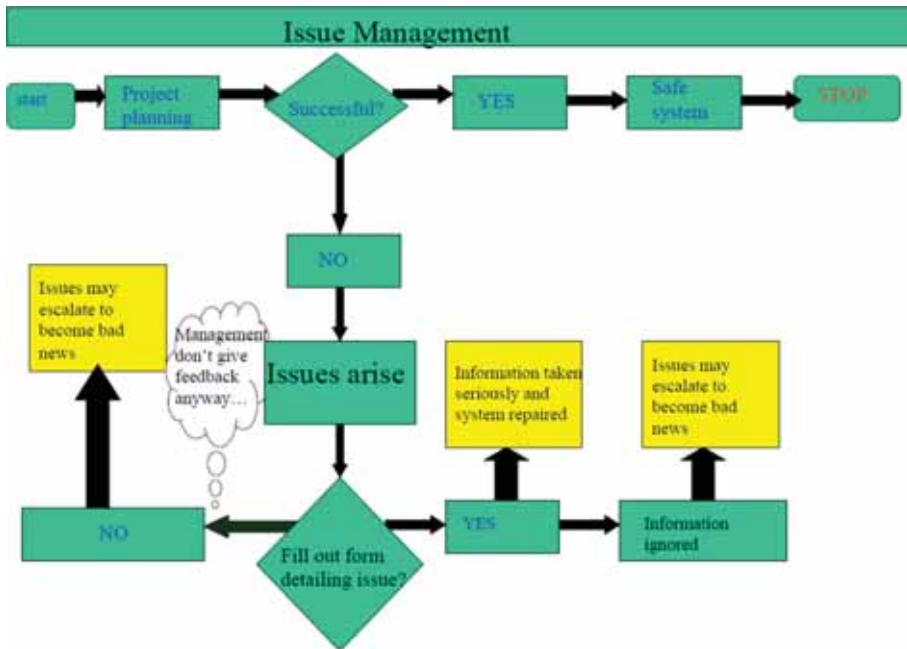 Issue Management
start
Project
planning
Successful?
YES
Safe
system
STOP
NO
Issues may
escalate to
become bad
news
Management
don't give
feedback
anyway…
Issues arise
Information taken
seriously and
system repaired
Issues may
escalate to
become bad
news
NO
Fill out form
detailing issue?
YES
Information
ignored